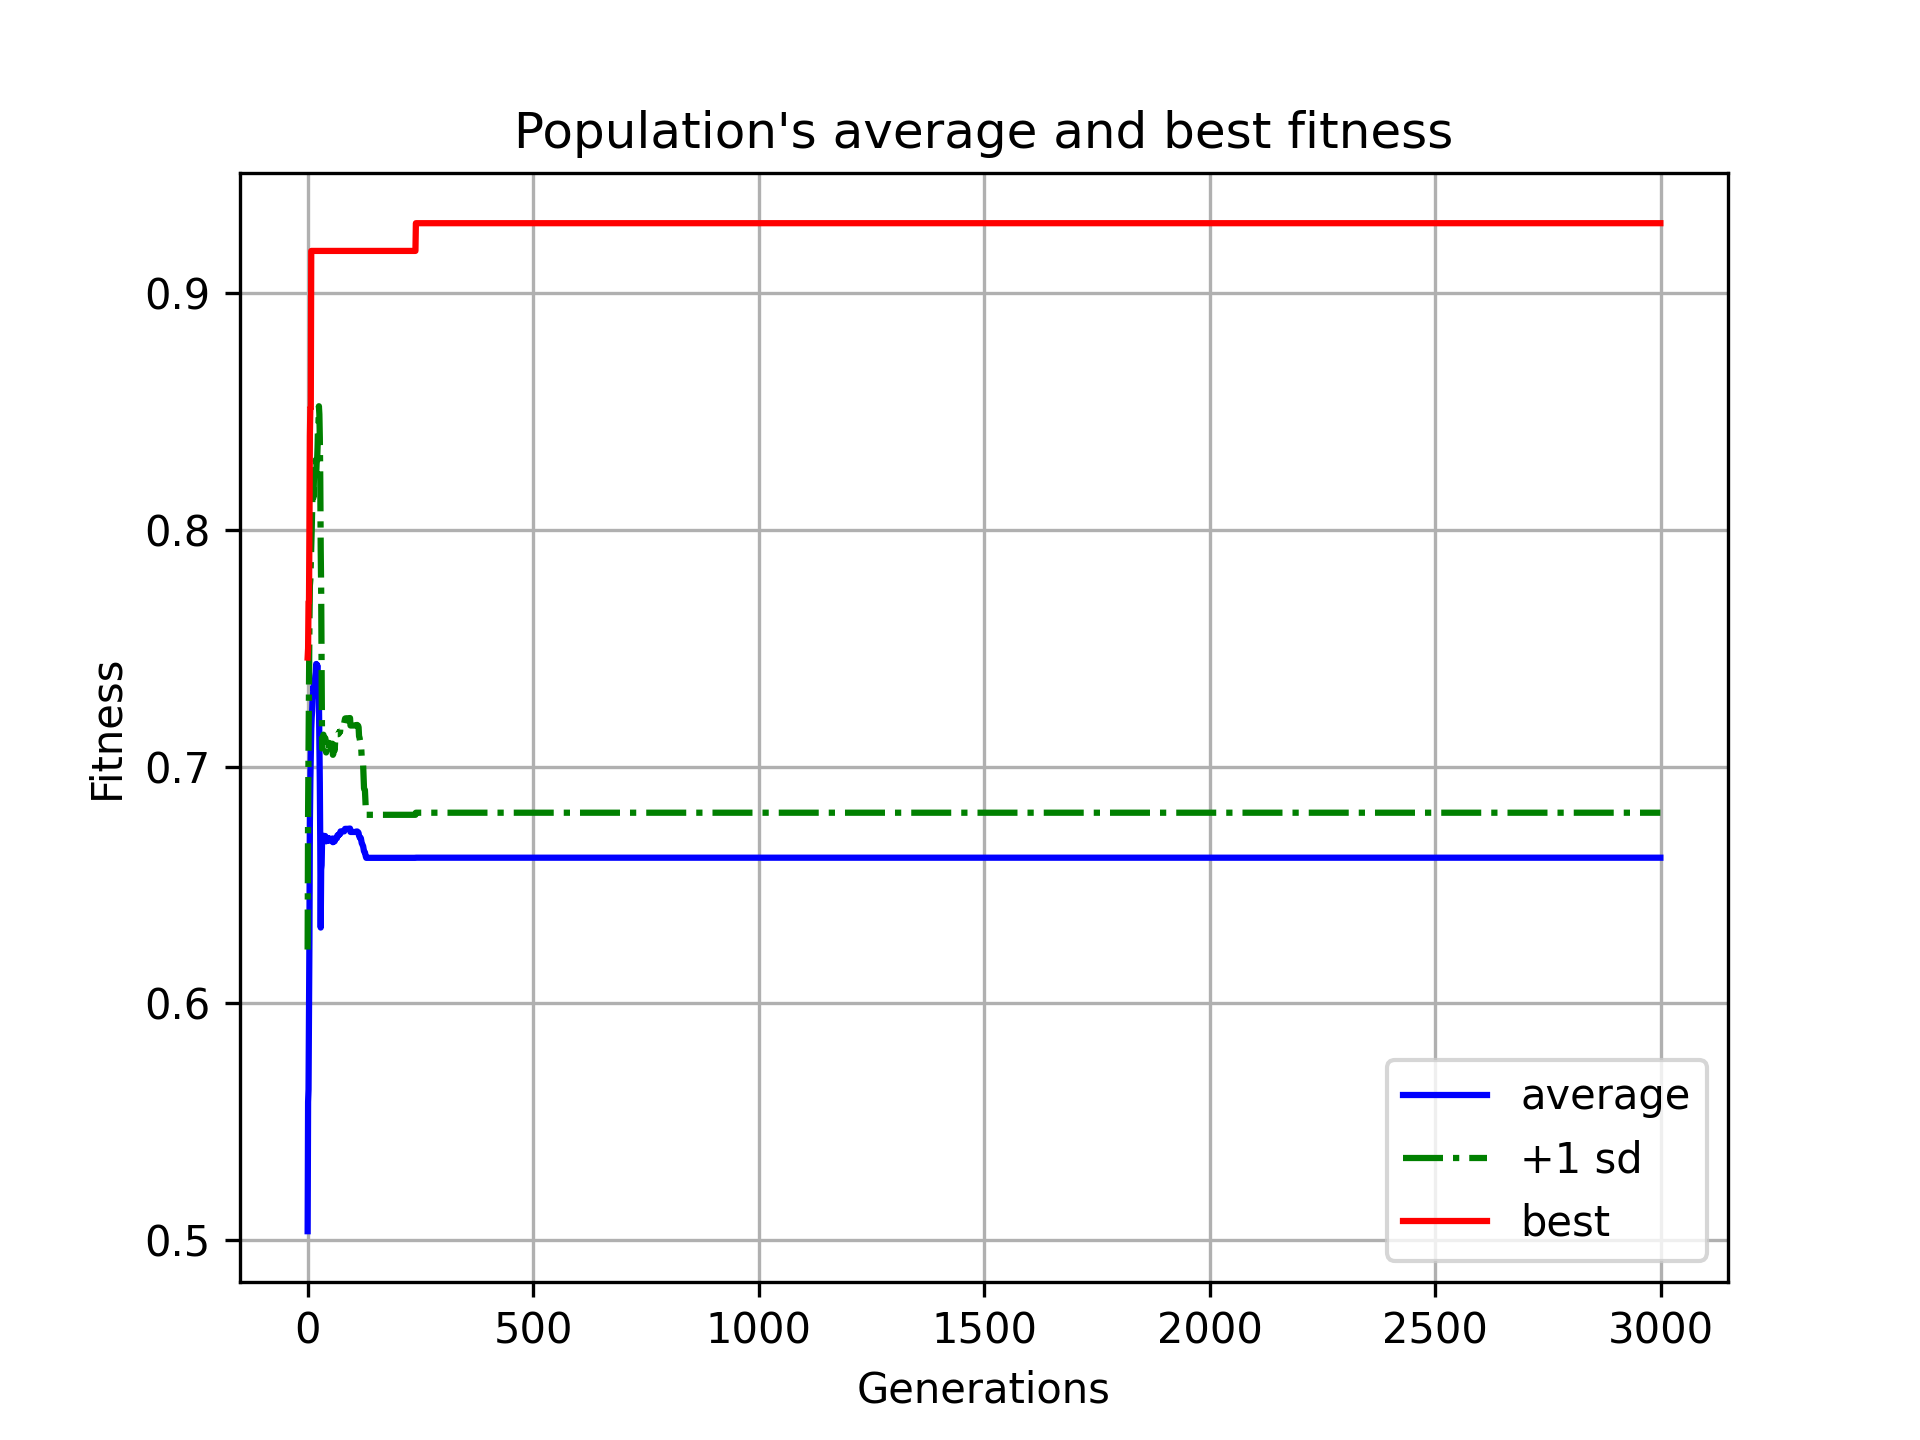 Population's average and best fitness
Fitness
0.9
0.8
0.7
0.6
0.5
0 500 1000 1500 2000 2500 3000
Generations
average
+1 sd
best